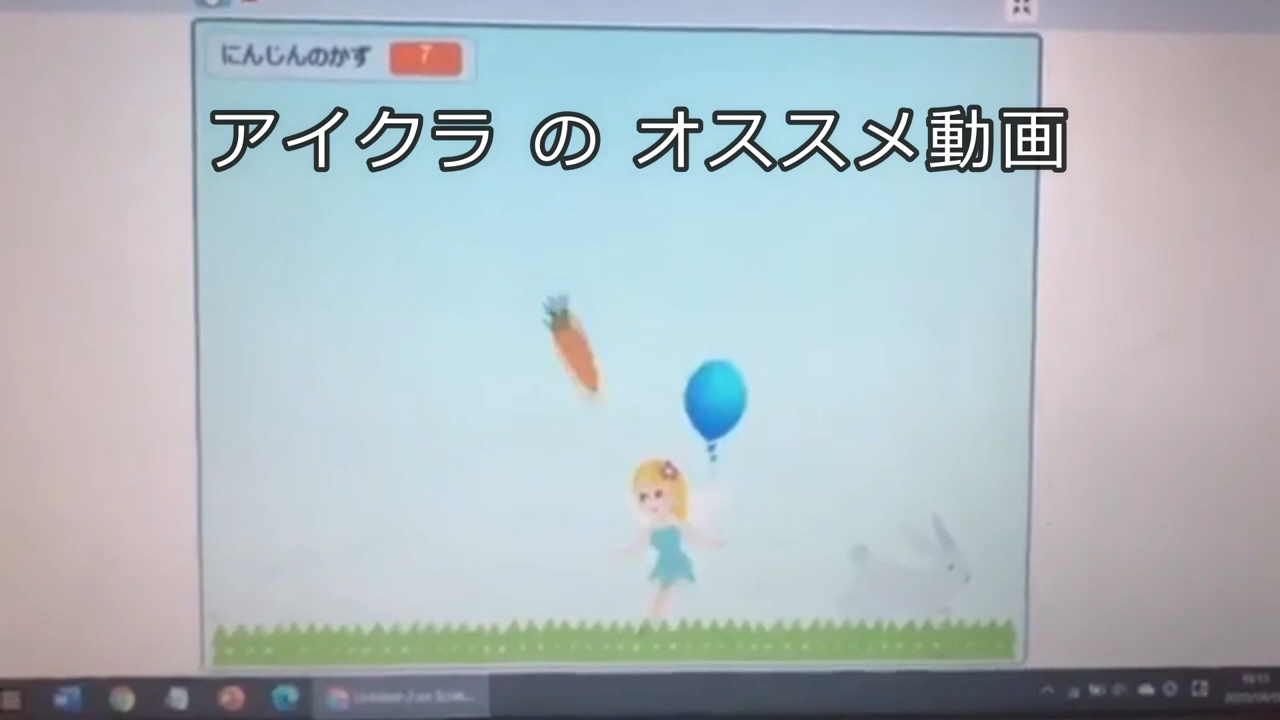 にんじんのかず 7
アイクラ の オススメ動画